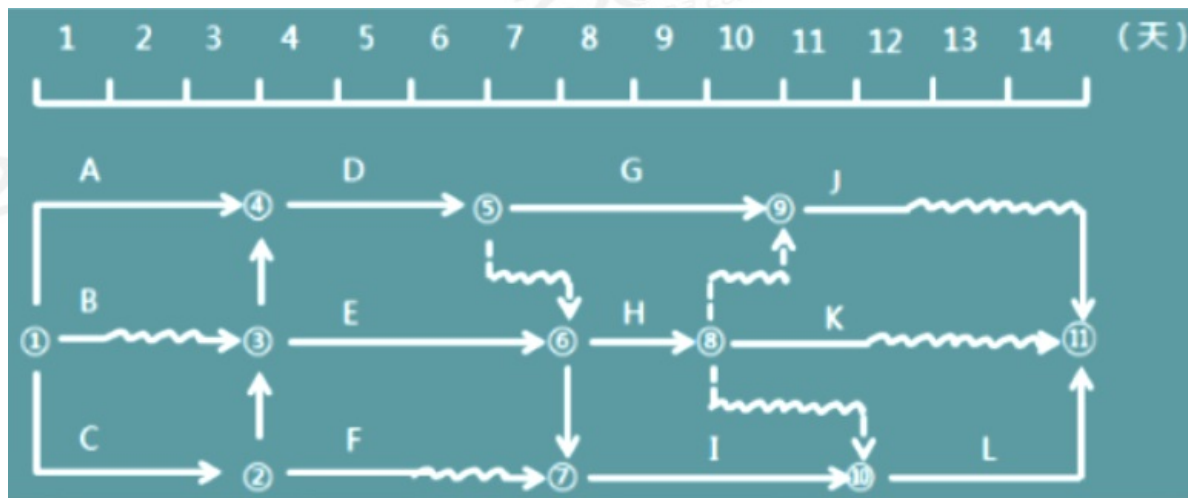 1 2 3 4 5 6 7 8 9 10 11 12 13 14 (天)
A D G J
④ ⑤ ⑨
B E H K
① ③ ⑥ ⑧ ⑪
C F I L
② ⑦ ⑩